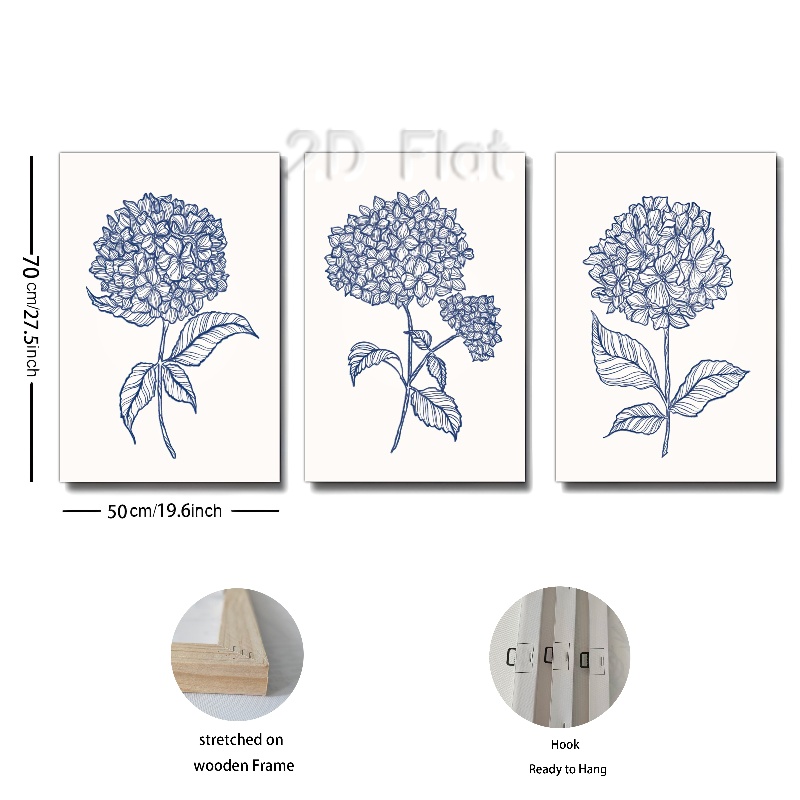 2D Flat
70 cm/27.5inch
50cm/19.6inch
stretched on
wooden Frame
Hook
Ready to Hang